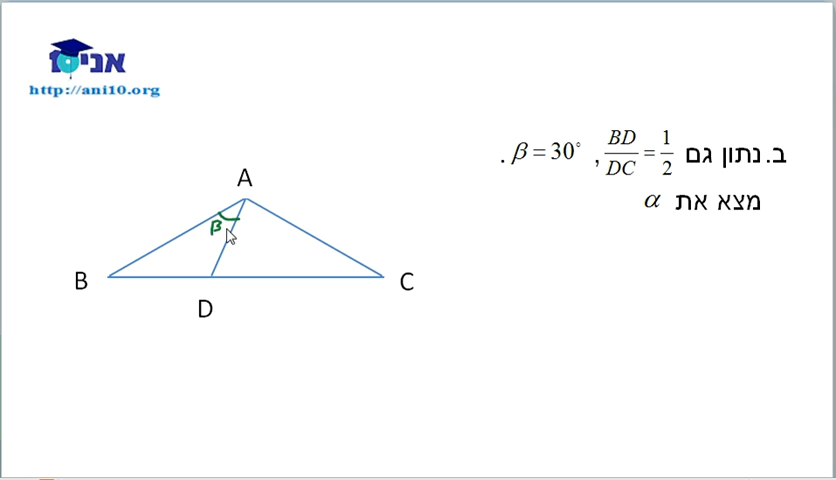 אני10
http://ani10.org
ב. נתון גם BD/DC = 1/2 , β = 30° .
מצא את α
A
β
B
C
D